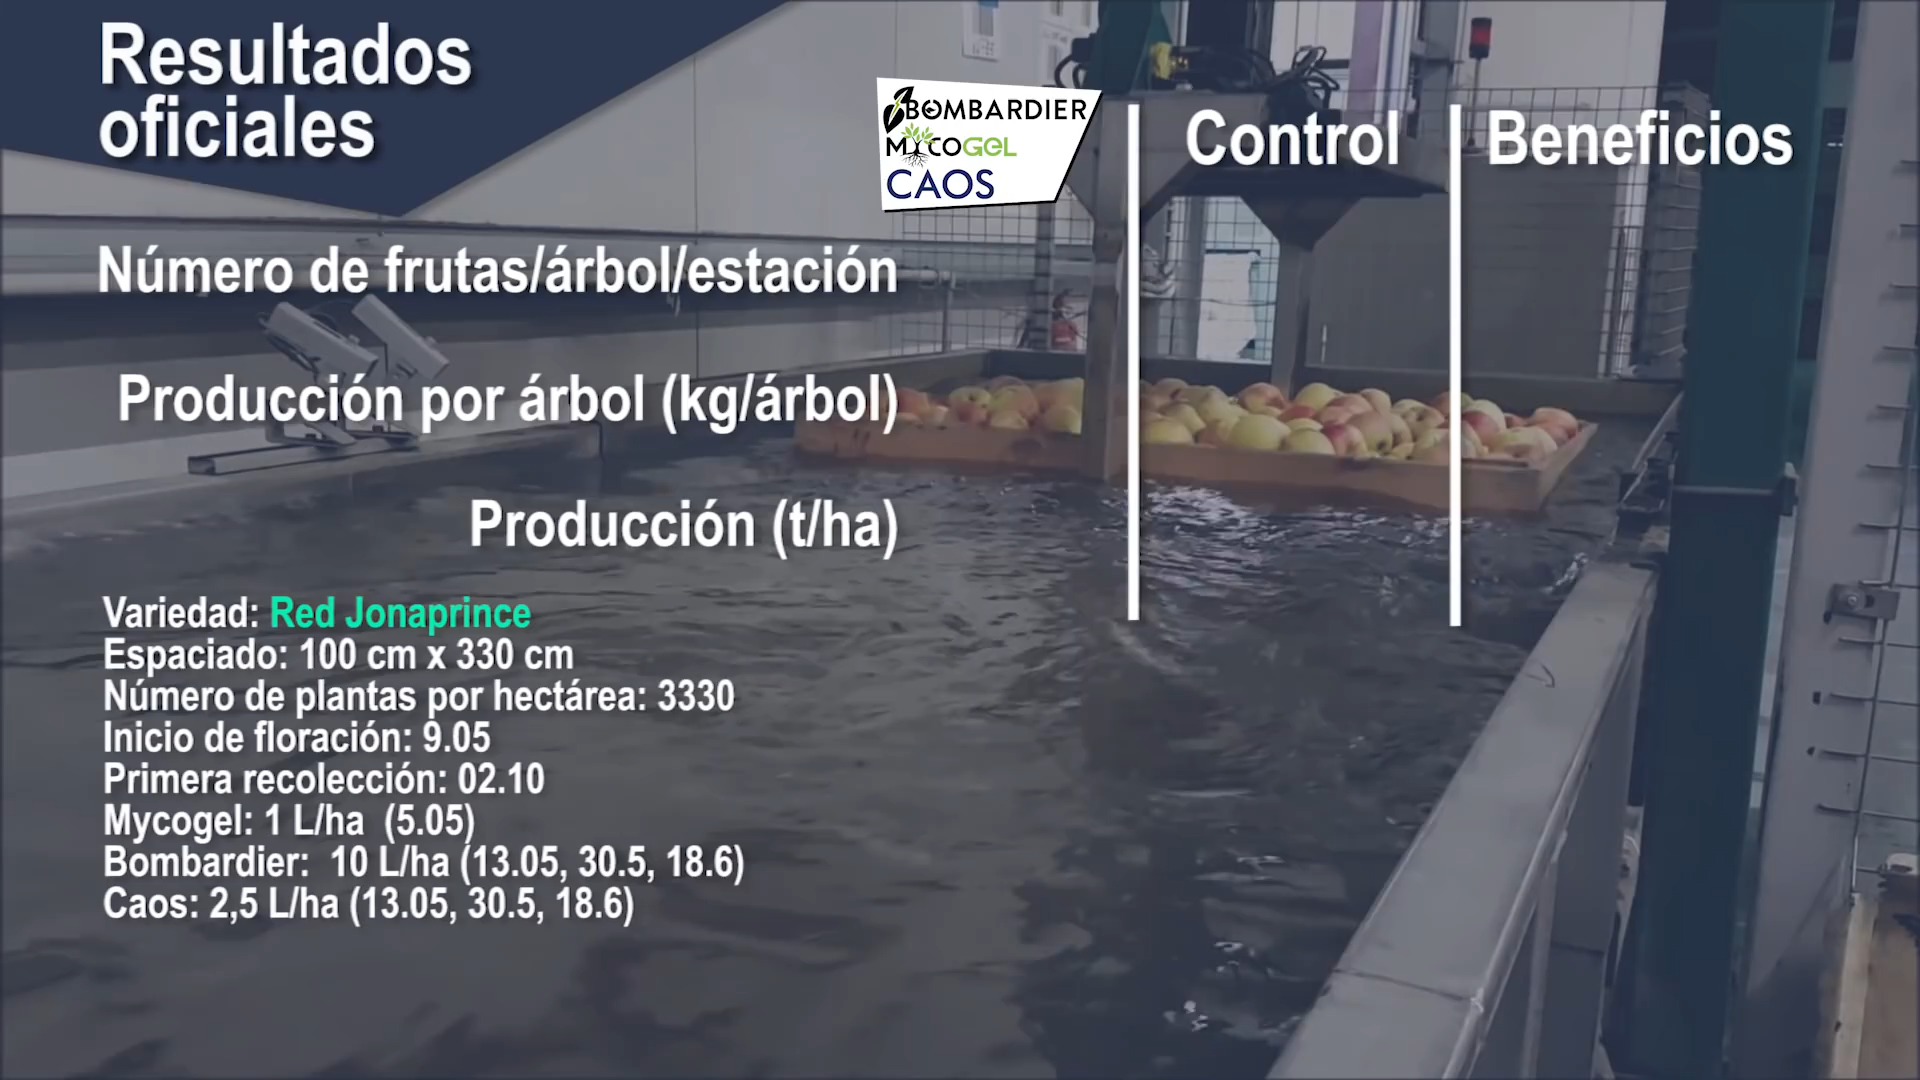 Resultados
oficiales
BOMBARDIER
MYCOGEL
CAOS
Control
Beneficios
Número de frutas/árbol/estación
Producción por árbol (kg/árbol)
Producción (t/ha)
Variedad: Red Jonaprince
Espaciado: 100 cm x 330 cm
Número de plantas por hectárea: 3330
Inicio de floración: 9.05
Primera recolección: 02.10
Mycogel: 1 L/ha (5.05)
Bombardier: 10 L/ha (13.05, 30.5, 18.6)
Caos: 2,5 L/ha (13.05, 30.5, 18.6)